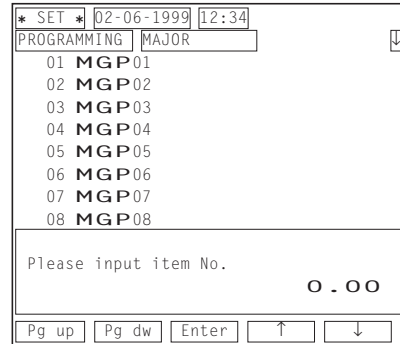 * SET * 02-06-1999 12:34
PROGRAMMING MAJOR ↓
01 MGP01
02 MGP02
03 MGP03
04 MGP04
05 MGP05
06 MGP06
07 MGP07
08 MGP08
Please input item No.
0.00
Pg up Pg dw Enter ↑ ↓